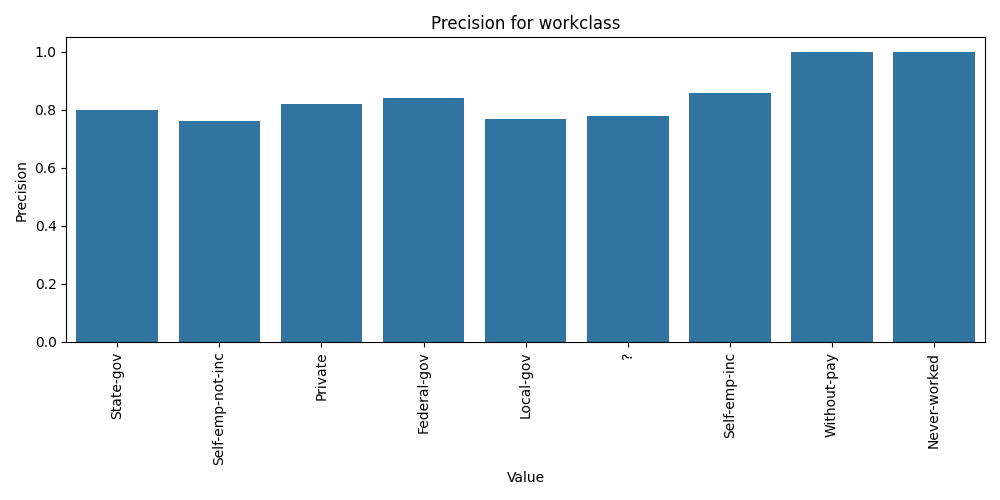 Precision for workclass
Precision
1.0
0.8
0.6
0.4
0.2
0.0
State-gov
Self-emp-not-inc
Private
Federal-gov
Local-gov
?
Self-emp-inc
Without-pay
Never-worked
Value